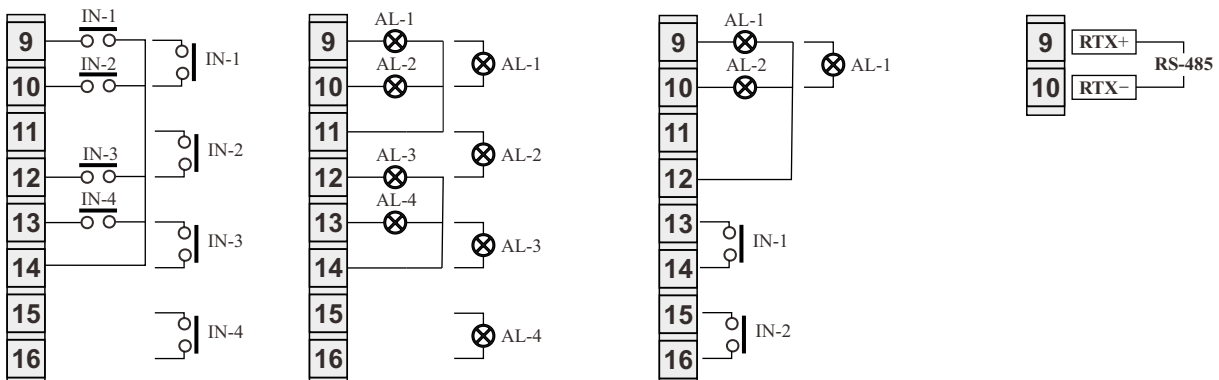 IN-1
9
IN-1
IN-2
10
11
IN-2
IN-3
12
IN-4
13
IN-3
14
15
IN-4
16
AL-1
9
AL-1
AL-2
10
11
AL-2
AL-3
12
AL-4
13
AL-3
14
15
AL-4
16
AL-1
9
AL-1
AL-2
10
11
12
13
IN-1
14
15
IN-2
16
9 RTX+
RS-485
10 RTX−